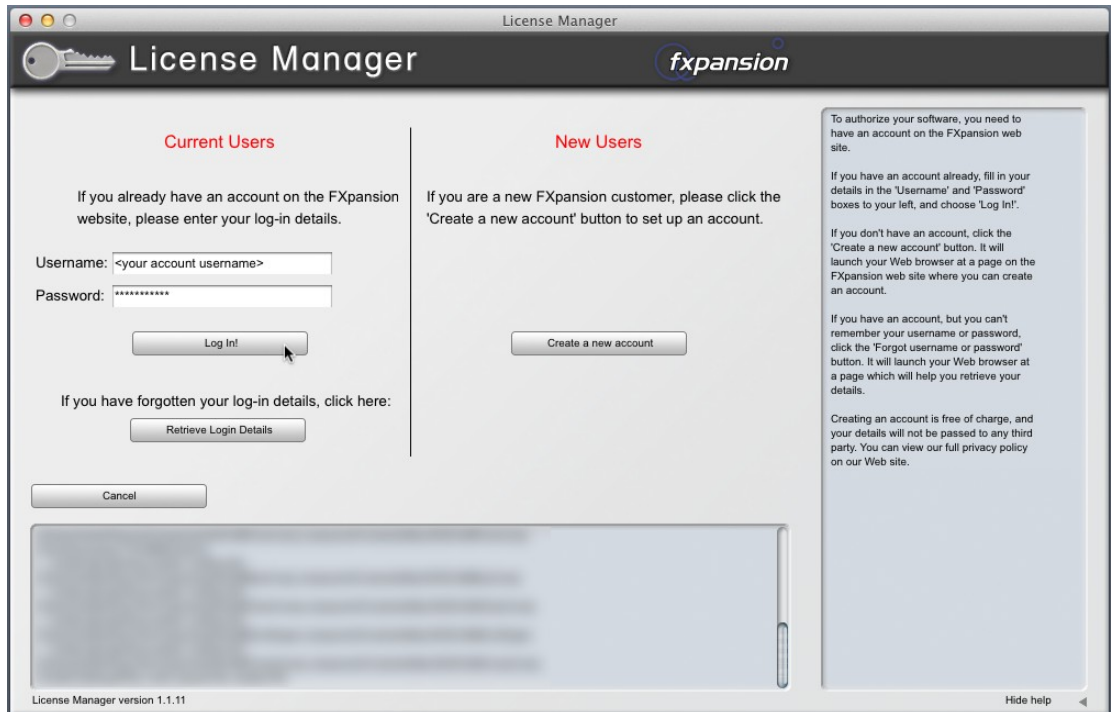 License Manager
License Manager
fxpansion
Current Users
If you already have an account on the FXpansion
website, please enter your log-in details.
Username: <your account username>
Password: ***********
Log In!
If you have forgotten your log-in details, click here:
Retrieve Login Details
Cancel
New Users
If you are a new FXpansion customer, please click the
'Create a new account' button to set up an account.
Create a new account
To authorize your software, you need to
have an account on the FXpansion web
site.
If you have an account already, fill in your
details in the 'Username' and 'Password'
boxes to your left, and choose 'Log In!'.
If you don't have an account, click the
'Create a new account' button. It will
launch your Web browser at a page on the
FXpansion web site where you can create
an account.
If you have an account, but you can't
remember your username or password,
click the 'Forgot username or password'
button. It will launch your Web browser at
a page which will help you retrieve your
details.
Creating an account is free of charge, and
your details will not be passed to any third
party. You can view our full privacy policy
on our Web site.
License Manager version 1.1.11
Hide help